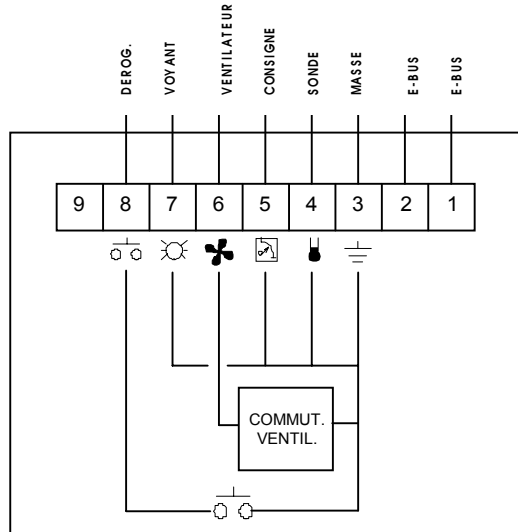 DEROG.
VOYANT
VENTILATEUR
CONSIGNE
SONDE
MASSE
E-BUS
E-BUS
9 8 7 6 5 4 3 2 1
COMMUT.
VENTIL.